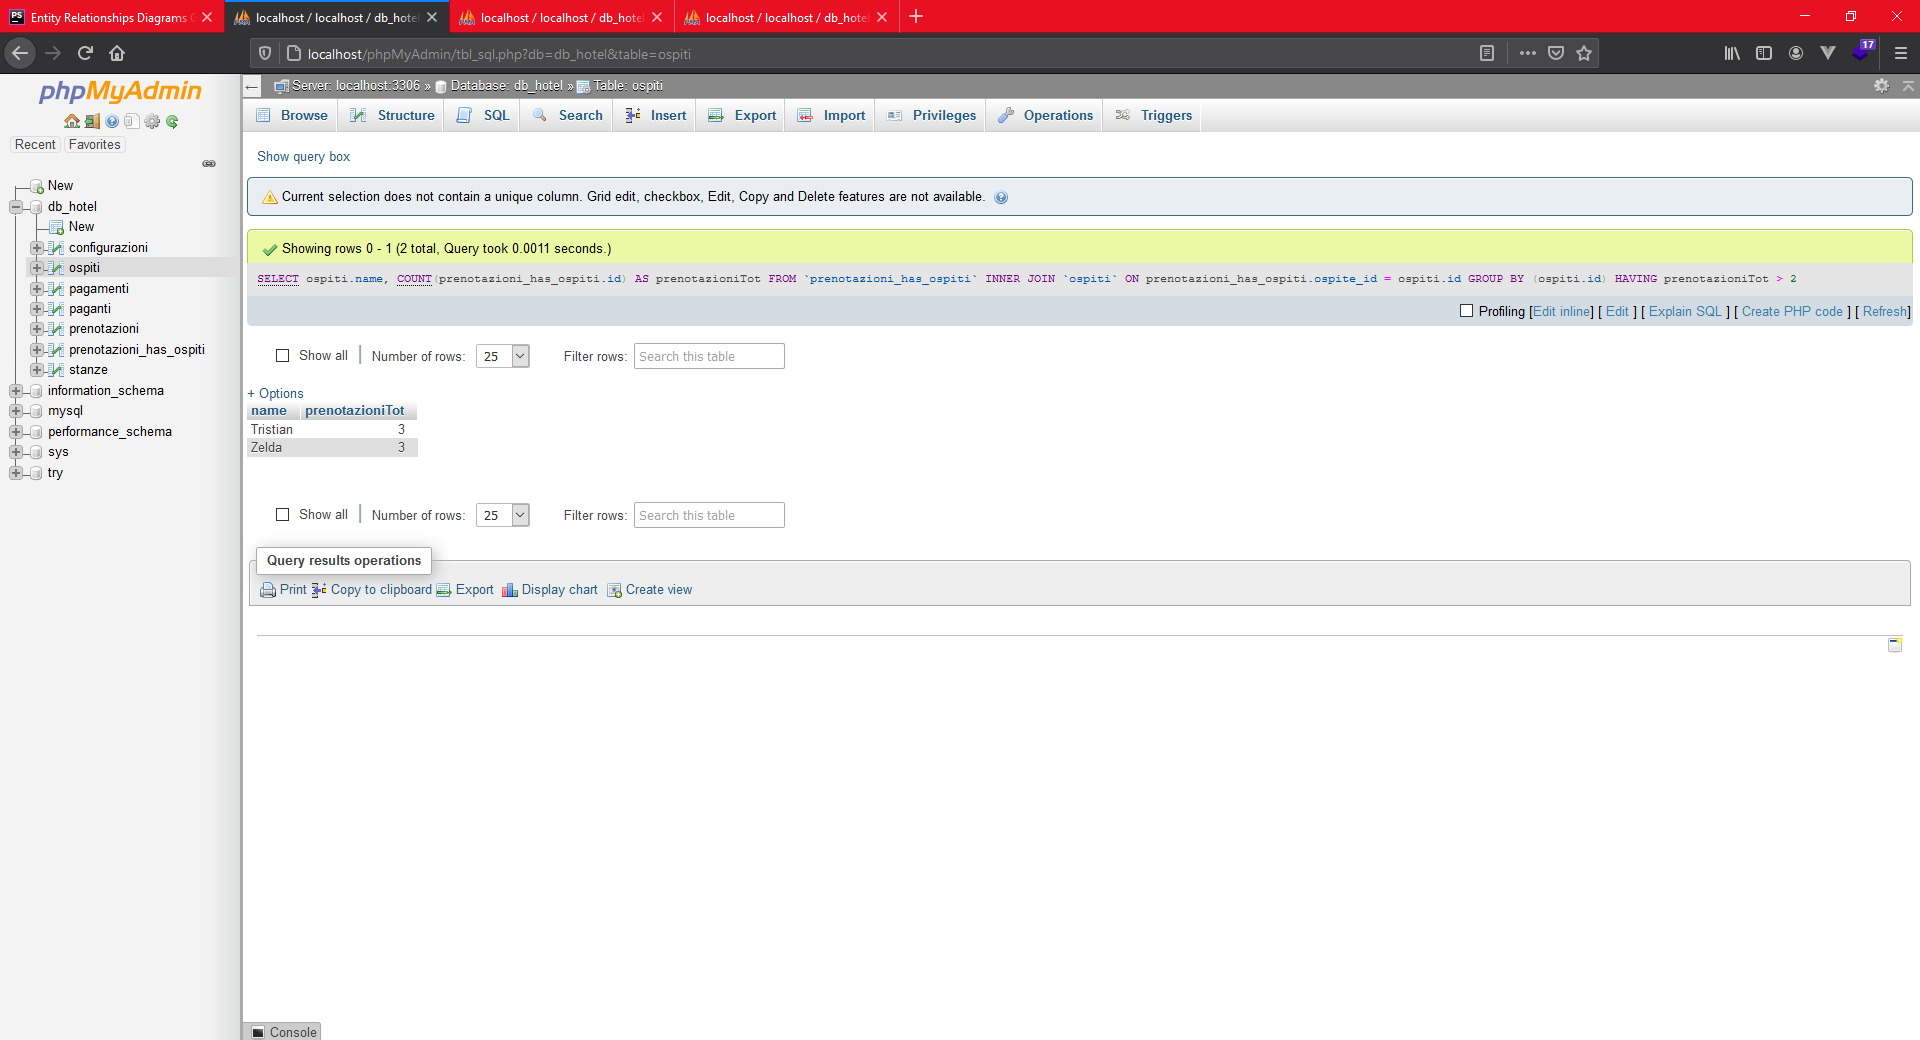 Entity Relationships Diagrams
localhost / localhost / db_hotel
localhost / localhost / db_hotel
localhost / localhost / db_hotel
localhost/phpMyAdmin/tbl_sql.php?db=db_hotel&table=ospiti
17
phpMyAdmin
Recent Favorites
New
db_hotel
New
configurazioni
ospiti
pagamenti
paganti
prenotazioni
prenotazioni_has_ospiti
stanze
information_schema
mysql
performance_schema
sys
try
Server: localhost:3306 » Database: db_hotel » Table: ospiti
Browse Structure SQL Search Insert Export Import Privileges Operations Triggers
Show query box
Current selection does not contain a unique column. Grid edit, checkbox, Edit, Copy and Delete features are not available.
Showing rows 0 - 1 (2 total, Query took 0.0011 seconds.)
SELECT ospiti.name, COUNT(prenotazioni_has_ospiti.id) AS prenotazioniTot FROM `prenotazioni_has_ospiti` INNER JOIN `ospiti` ON prenotazioni_has_ospiti.ospite_id = ospiti.id GROUP BY (ospiti.id) HAVING prenotazioniTot > 2
Profiling [Edit inline] [ Edit ] [ Explain SQL ] [ Create PHP code ] [ Refresh]
Show all Number of rows: 25 Filter rows: Search this table
+ Options
name prenotazioniTot
Tristian 3
Zelda 3
Show all Number of rows: 25 Filter rows: Search this table
Query results operations
Print Copy to clipboard Export Display chart Create view
Console